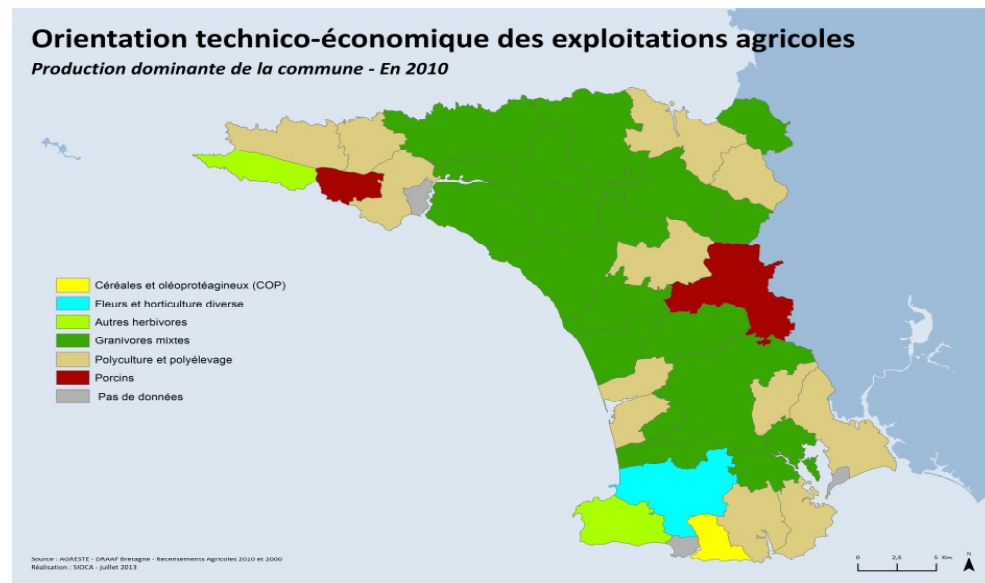 Orientation technico-économique des exploitations agricoles
Production dominante de la commune - En 2010
Céréales et oléoprotéagineux (COP)
Fleurs et horticulture diverse
Autres herbivores
Granivores mixtes
Polyculture et polyélevage
Porcins
Pas de données
Source : AGRESTE - DRAAF Bretagne - Recensements Agricoles 2010 et 2000
Réalisation : SIOCA - Juillet 2013
0 2,5 5 Km N